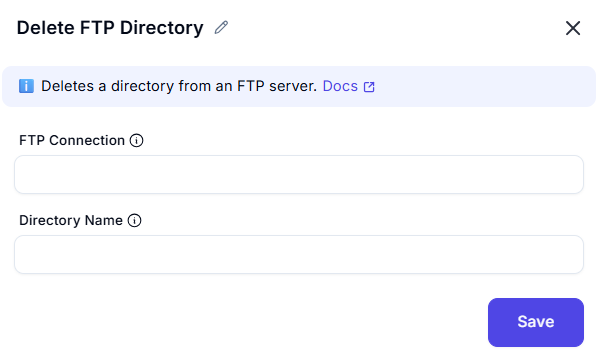 Delete FTP Directory
Deletes a directory from an FTP server. Docs
FTP Connection
Directory Name
Save